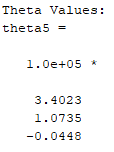 Theta Values:
theta5 =
1.0e+05 *
3.4023
1.0735
-0.0448